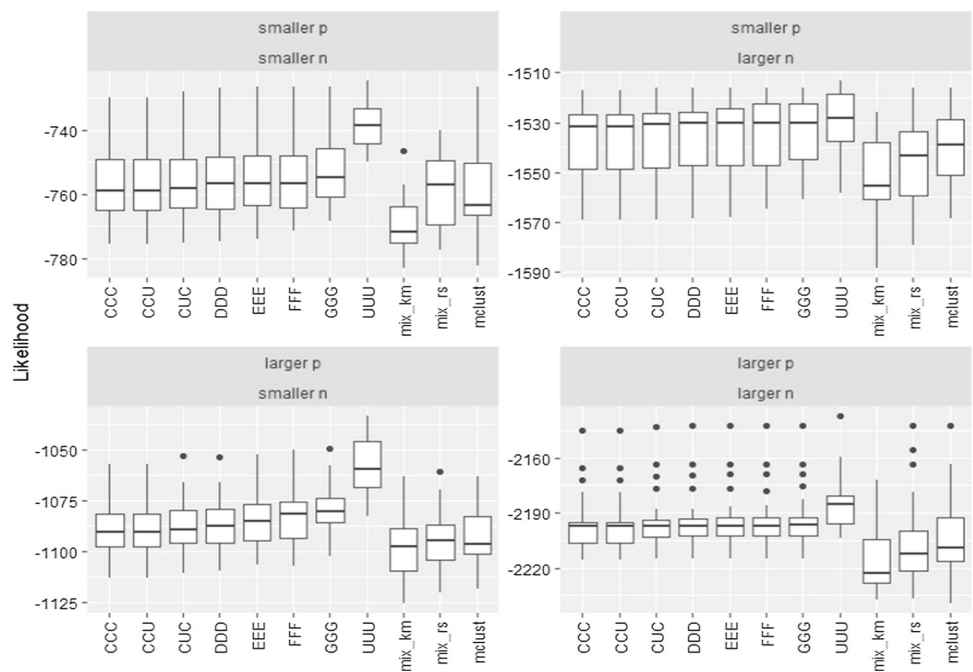 Likelihood
smaller p
smaller n
-740
-760
-780
CCC CCU CUC DDD EEE FFF GGG UUU mix_km mix_rs mclust
smaller p
larger n
-1510
-1530
-1550
-1570
-1590
CCC CCU CUC DDD EEE FFF GGG UUU mix_km mix_rs mclust
larger p
smaller n
-1050
-1075
-1100
-1125
CCC CCU CUC DDD EEE FFF GGG UUU mix_km mix_rs mclust
larger p
larger n
-2160
-2190
-2220
CCC CCU CUC DDD EEE FFF GGG UUU mix_km mix_rs mclust